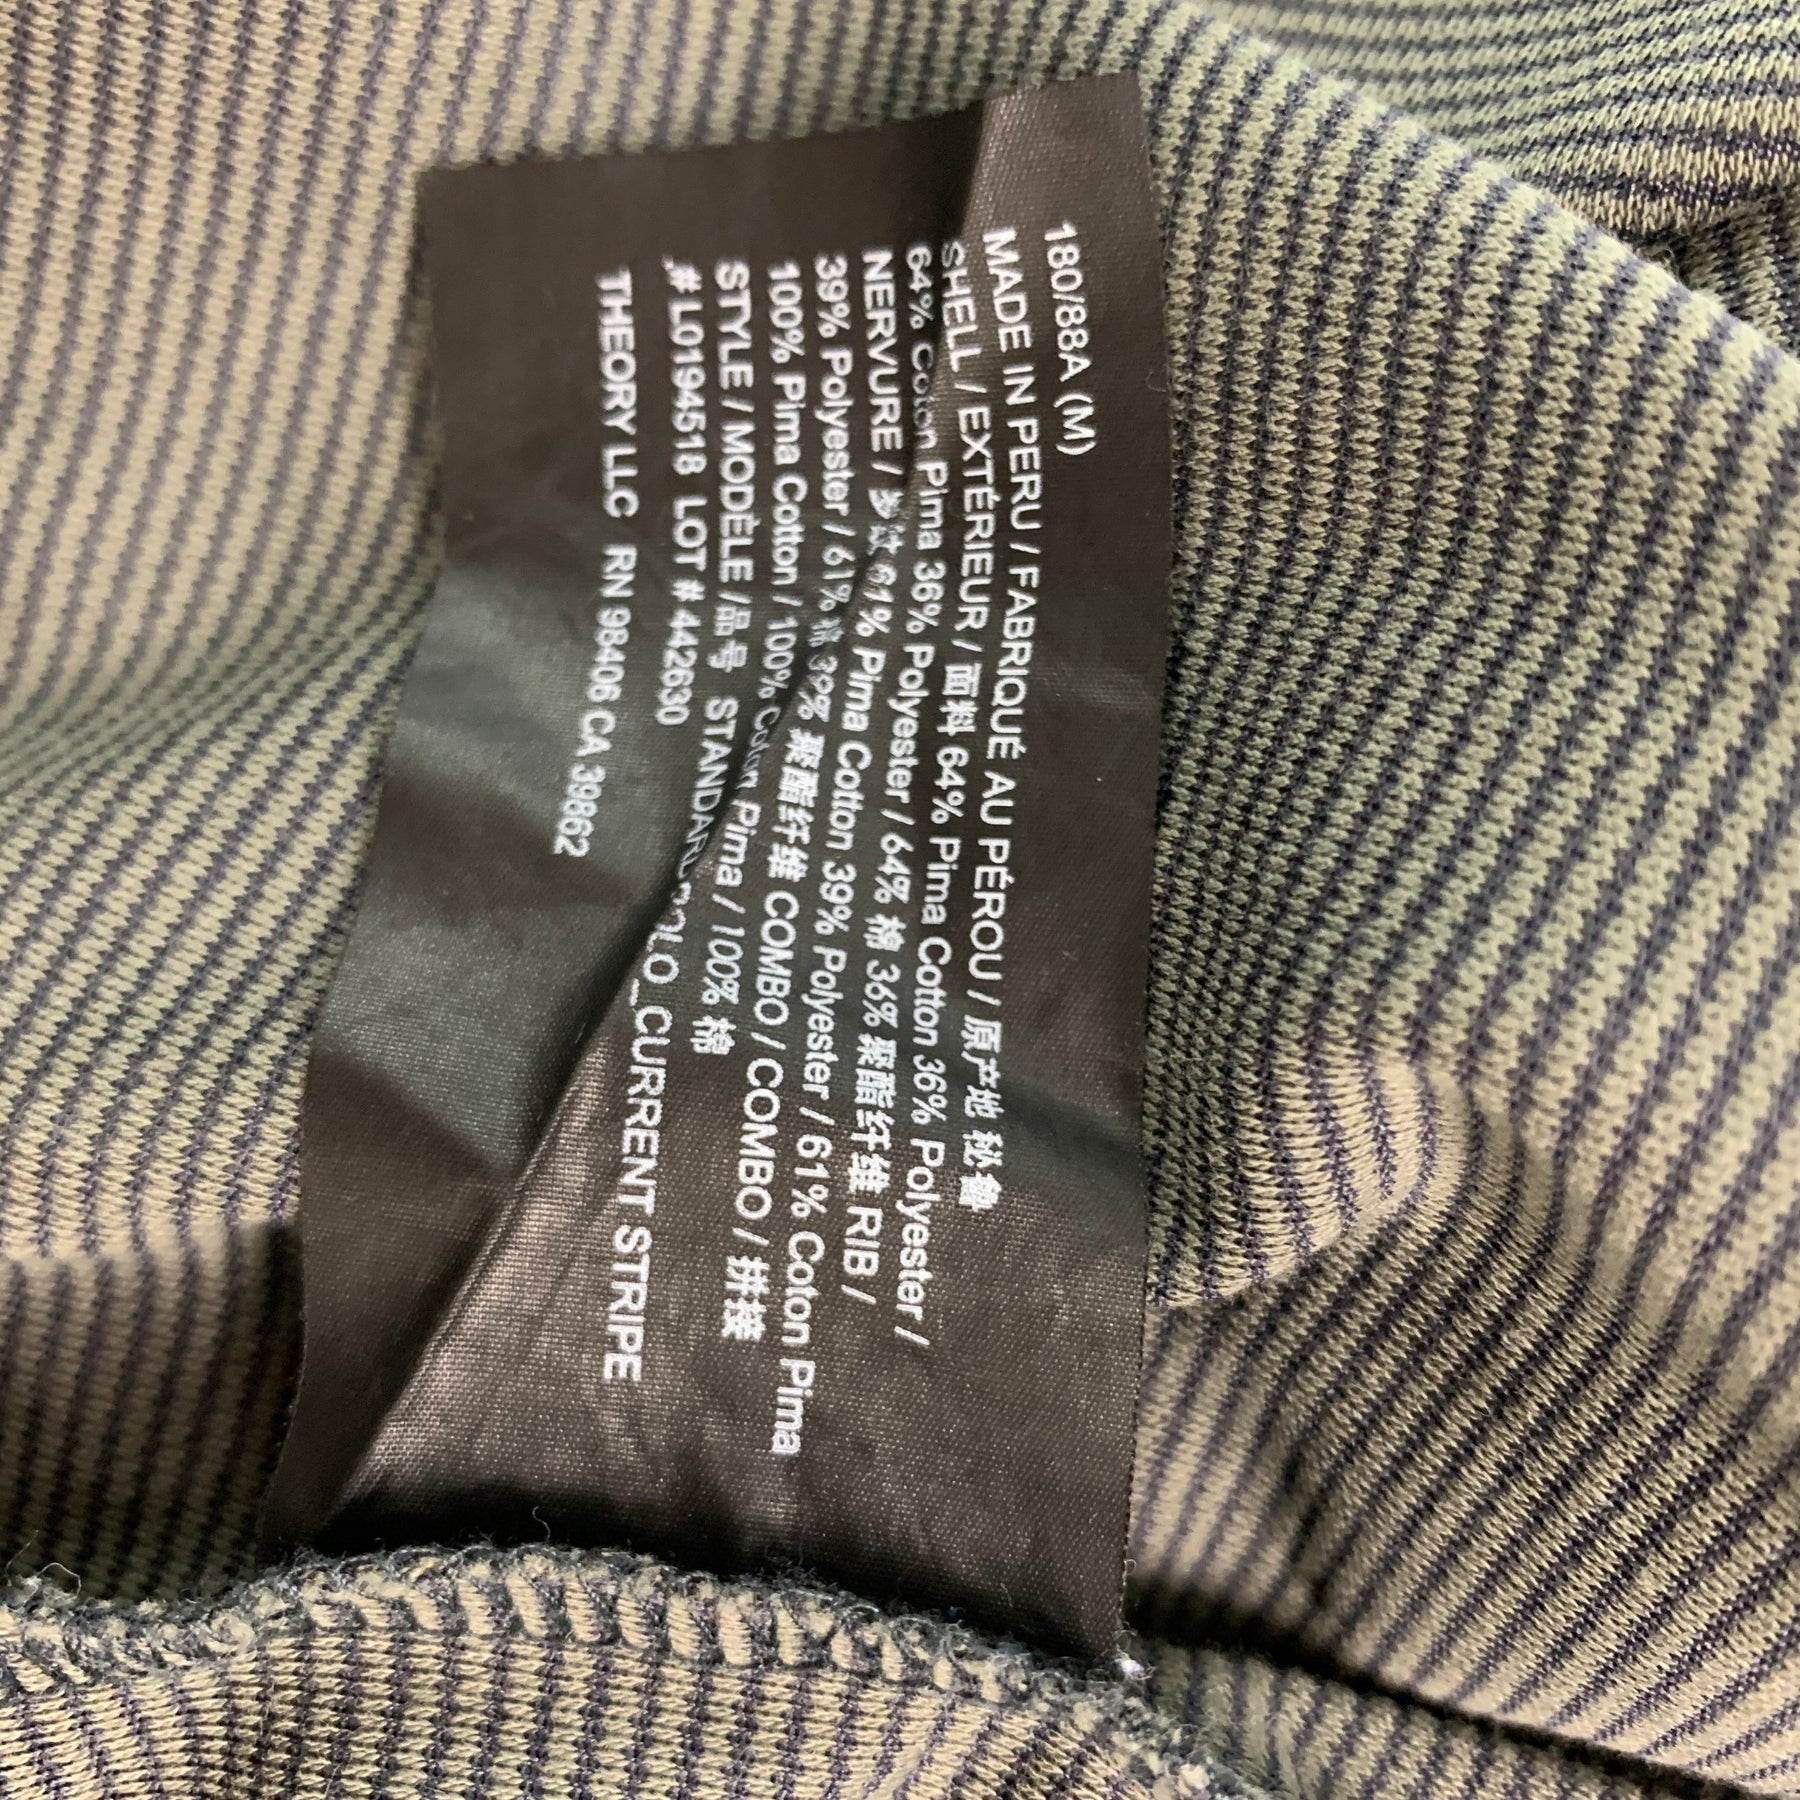 180/88A (M)
MADE IN PERU / FABRIQUÉ AU PÉROU / 原产地 秘鲁
SHELL / EXTÉRIEUR / 面料 64% Pima Cotton 36% Polyester /
64% Coton Pima 36% Polyester / 64% 棉 36% 聚酯纤维 RIB /
NERVURE / 罗纹 61% Pima Cotton 39% Polyester / 61% Coton Pima
39% Polyester / 61% 棉 39% 聚酯纤维 COMBO / COMBO / 拼接
100% Pima Cotton / 100% Coton Pima / 100% 棉
STYLE / MODÈLE / 品号 STANDARD POLO_CURRENT STRIPE
# L0194518 LOT # 442630
THEORY LLC RN 98406 CA 39862